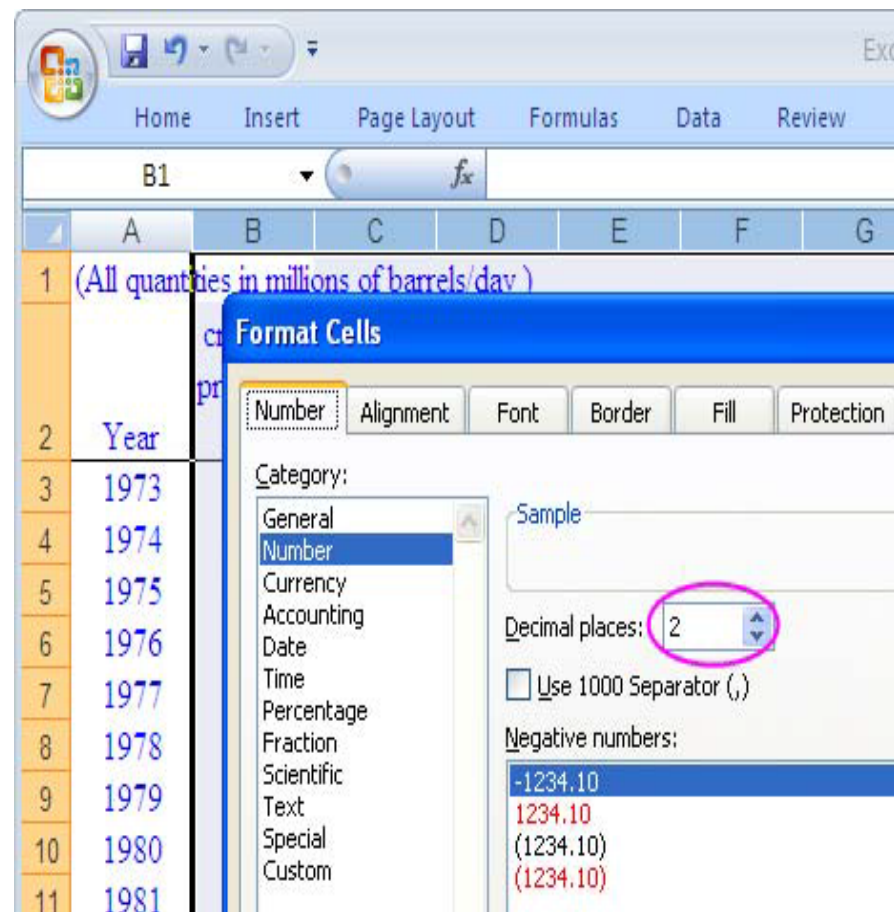 Exc
Home Insert Page Layout Formulas Data Review
B1 fx
A B C D E F G
1 (All quantities in millions of barrels/day )
cr
pr
2 Year
Format Cells
Number Alignment Font Border Fill Protection
Category:
General
Number
Currency
Accounting
Date
Time
Percentage
Fraction
Scientific
Text
Special
Custom
Sample
Decimal places: 2
Use 1000 Separator (,)
Negative numbers:
-1234.10
1234.10
(1234.10)
(1234.10)
3 1973
4 1974
5 1975
6 1976
7 1977
8 1978
9 1979
10 1980
11 1981